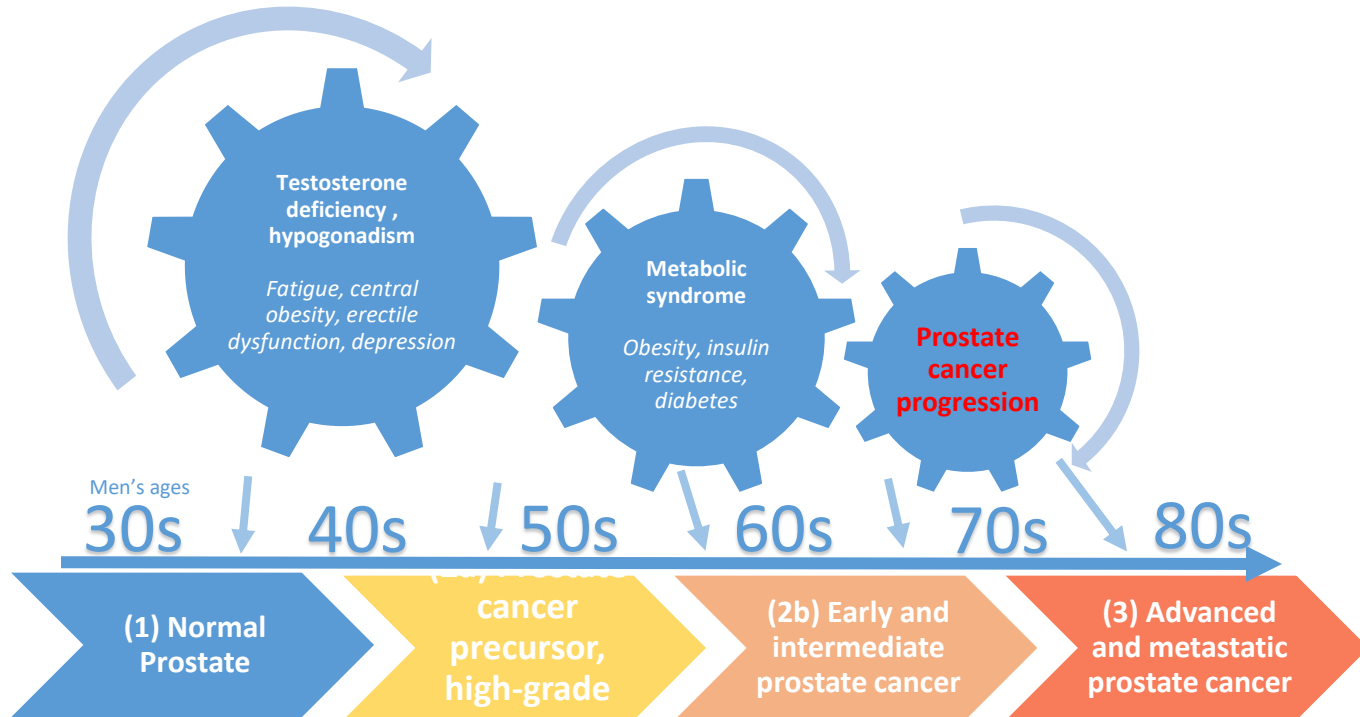 Testosterone
deficiency ,
hypogonadism
Fatigue, central
obesity, erectile
dysfunction, depression
Metabolic
syndrome
Obesity, insulin
resistance,
diabetes
Prostate
cancer
progression
Men's ages
30s 40s 50s 60s 70s 80s
(1) Normal
Prostate
(2a) Prostate
cancer
precursor,
high-grade
(2b) Early and
intermediate
prostate cancer
(3) Advanced
and metastatic
prostate cancer